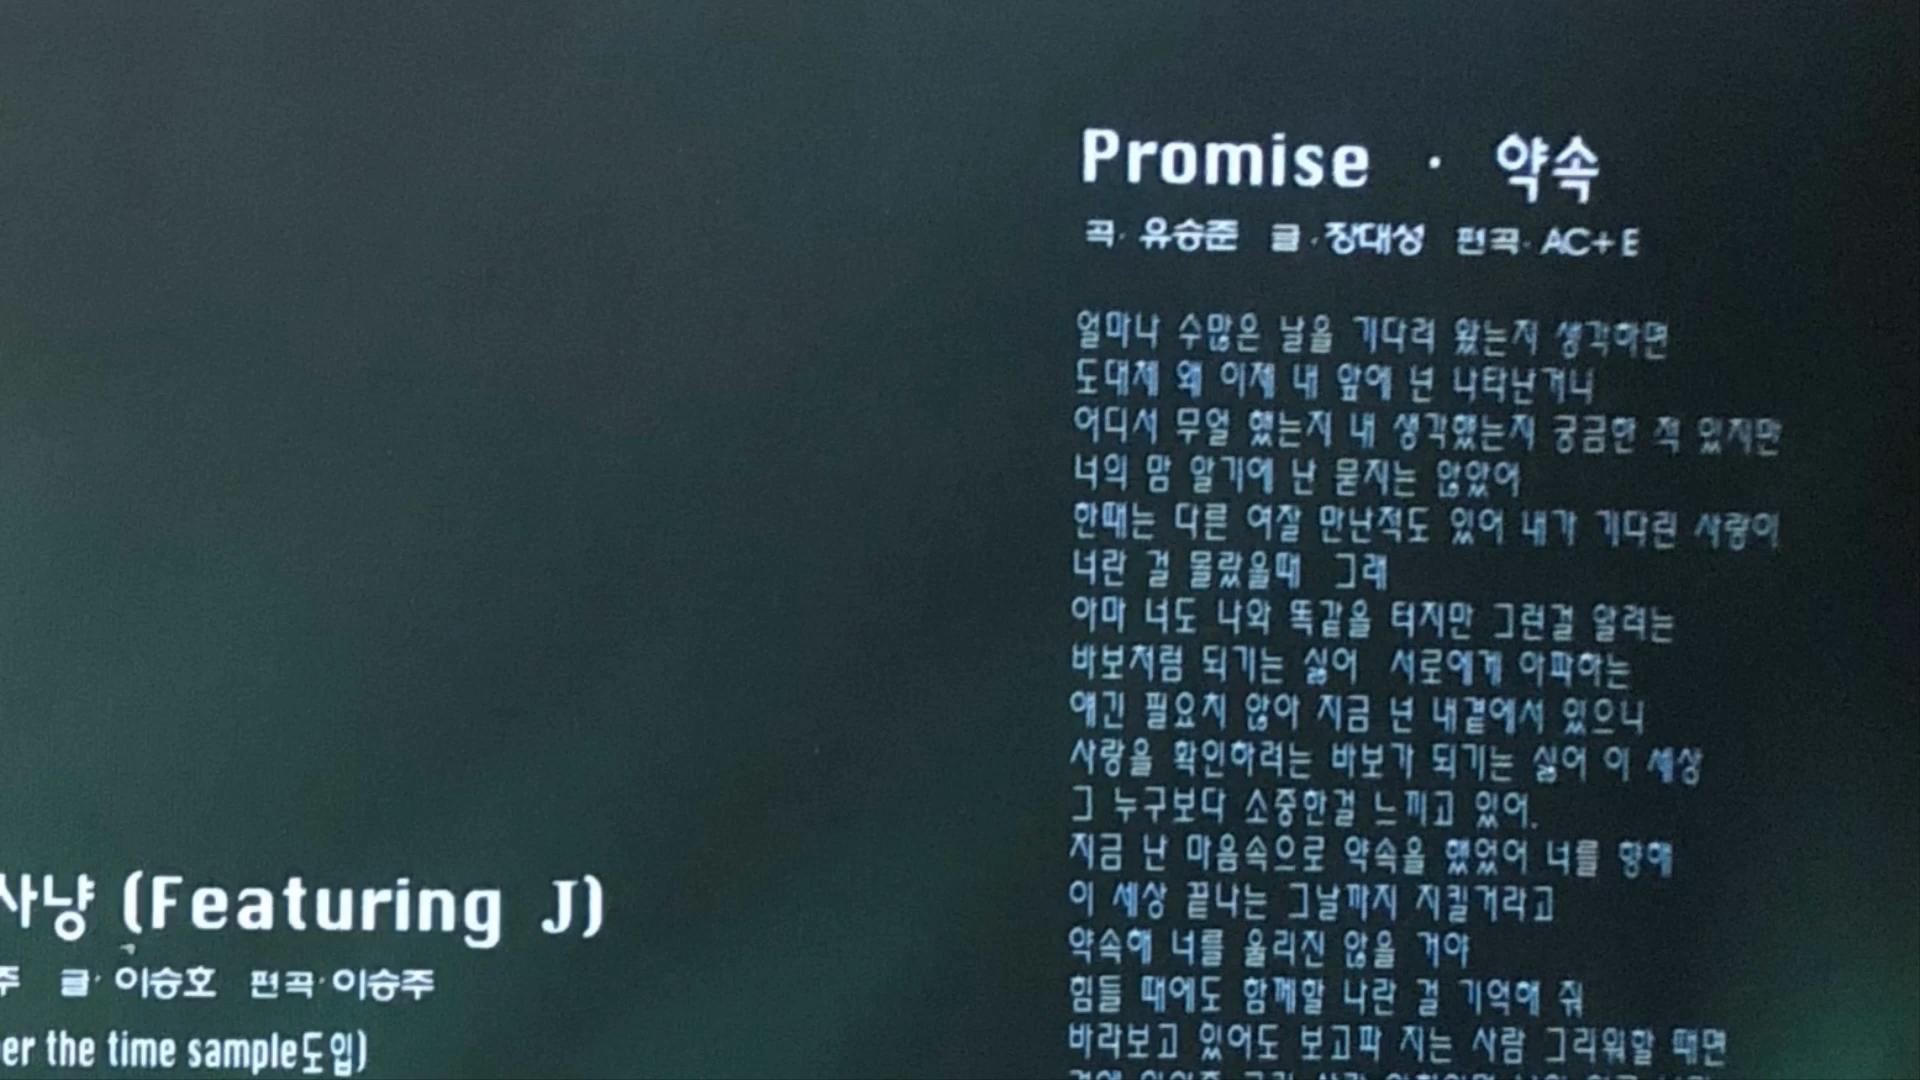 Promise · 약속
곡· 유승준 글·장대성 편곡· AC+E
얼마나 수많은 날을 기다려 왔는지 생각하면
도대체 왜 이제 내 앞에 넌 나타난거니
어디서 무얼 했는지 내 생각했는지 궁금한 적 있지만
너의 맘 알기에 난 묻지는 않았어
한때는 다른 여잘 만난적도 있어 내가 기다린 사랑이
너란 걸 몰랐을때 그래
아마 너도 나와 똑같을 터지만 그런걸 알려는
바보처럼 되기는 싫어 서로에게 아파하는
얘긴 필요치 않아 지금 넌 내곁에서 있으니
사랑을 확인하려는 바보가 되기는 싫어 이 세상
그 누구보다 소중한걸 느끼고 있어.
지금 난 마음속으로 약속을 했었어 너를 향해
이 세상 끝나는 그날까지 지킬거라고
약속해 너를 울리진 않을 거야
힘들 때에도 함께할 나란 걸 기억해 줘
바라보고 있어도 보고파 지는 사람 그리워할 때면
사냥 (Featuring J)
주 글· 이승호 편곡·이승주
er the time sample도입)